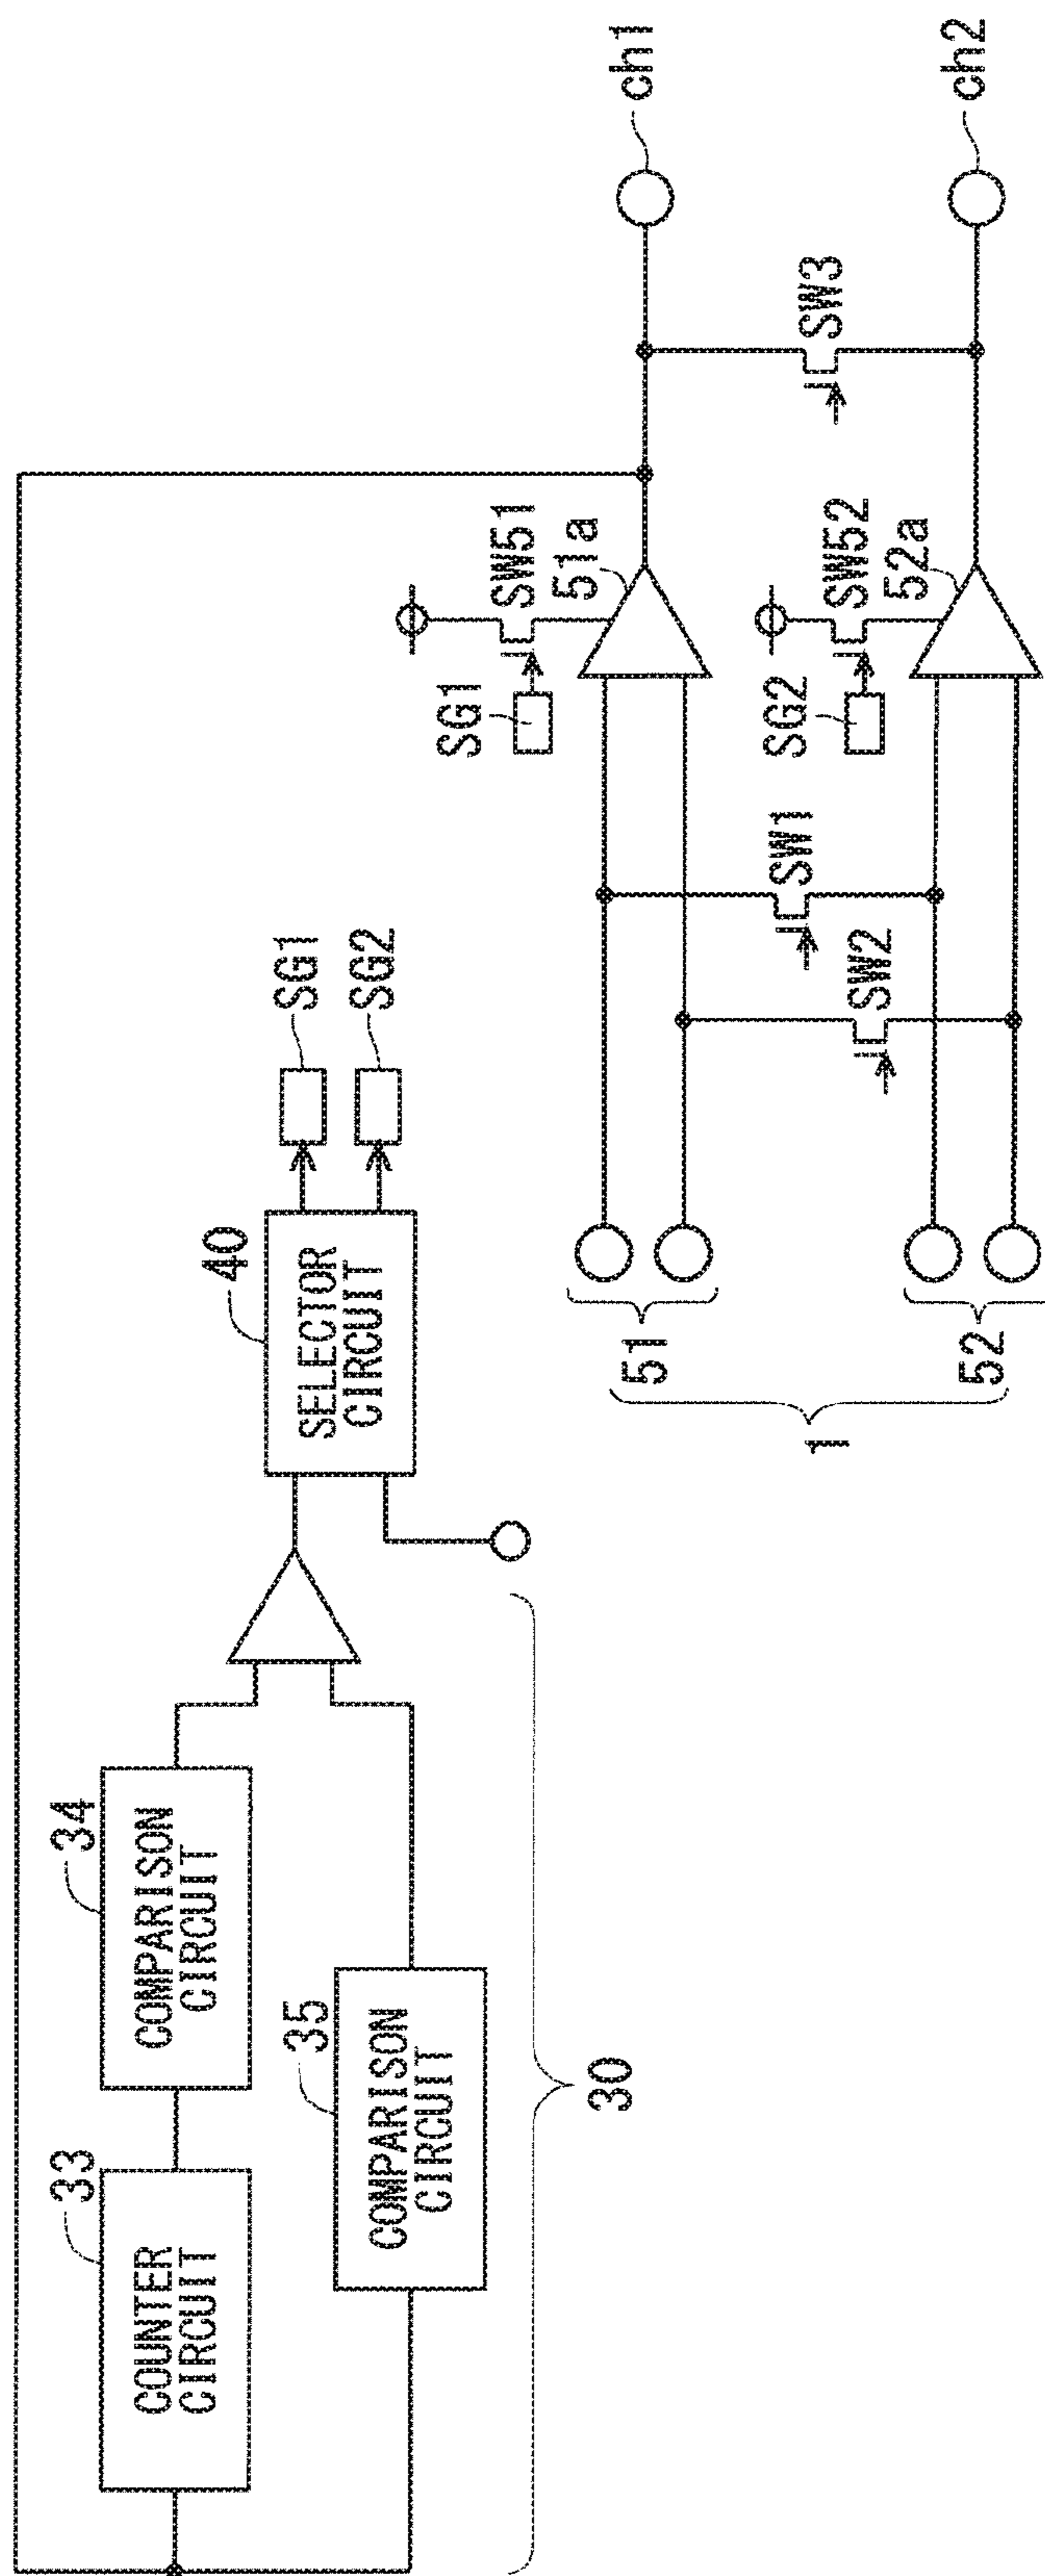 33
COUNTER
CIRCUIT
34
COMPARISON
CIRCUIT
35
COMPARISON
CIRCUIT
30
40
SELECTOR
CIRCUIT
SG1
SG2
1
51
52
SW2
SW1
SG1
SW51
51a
SG2
SW52
52a
SW3
ch1
ch2